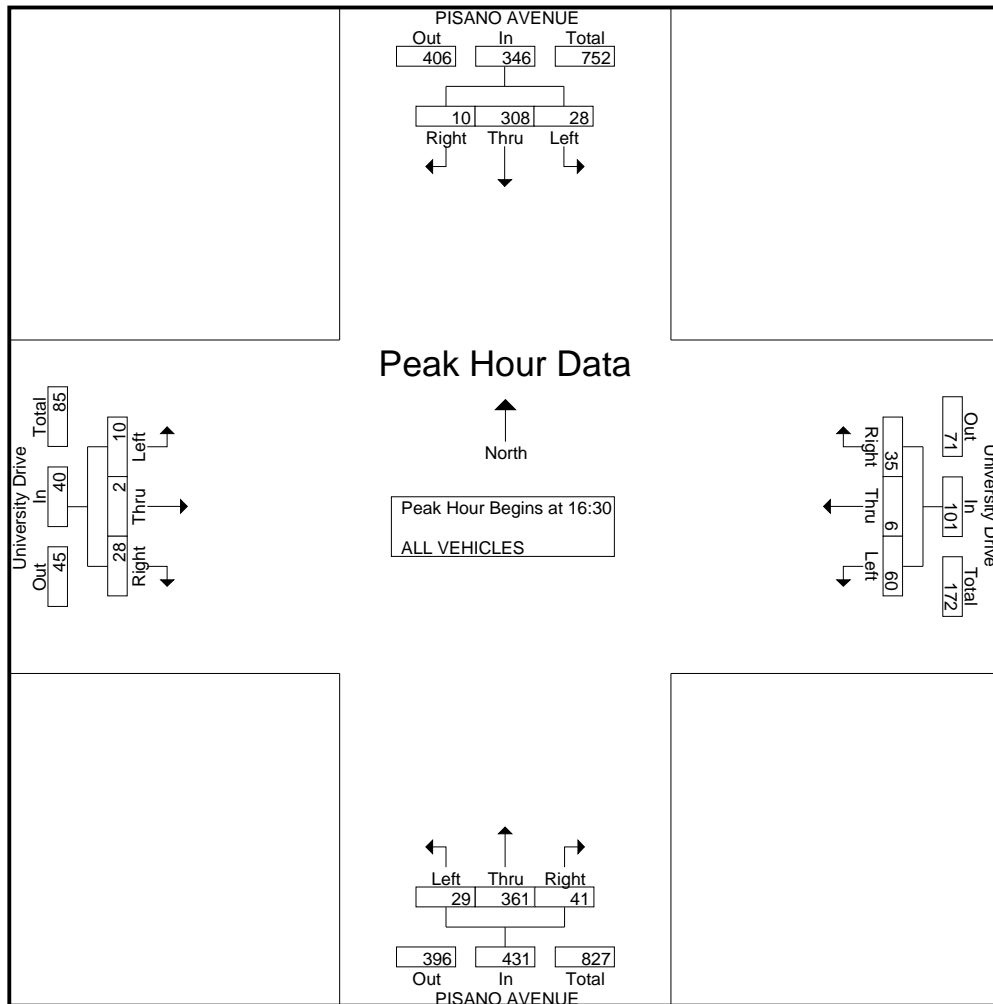 PISANO AVENUE
Out In Total
406 346 752
10 308 28
Right Thru Left
Peak Hour Data
North
Peak Hour Begins at 16:30
ALL VEHICLES
University Drive
Out In Total
45 40 85
28 2 10
Right Thru Left
University Drive
Out In Total
71 101 172
35 6 60
Right Thru Left
Left Thru Right
29 361 41
396 431 827
Out In Total
PISANO AVENUE